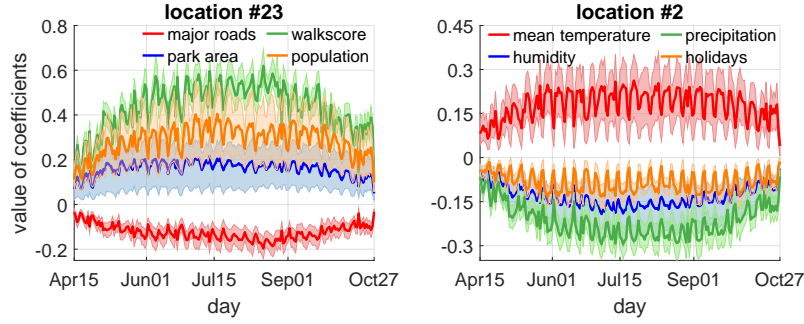 location #23
major roads
walkscore
park area
population
value of coefficients
0.8
0.6
0.4
0.2
0
-0.2
Apr15
Jun01
Jul15
Sep01
Oct27
day
location #2
mean temperature
precipitation
humidity
holidays
0.45
0.3
0.15
0
-0.15
-0.3
Apr15
Jun01
Jul15
Sep01
Oct27
day